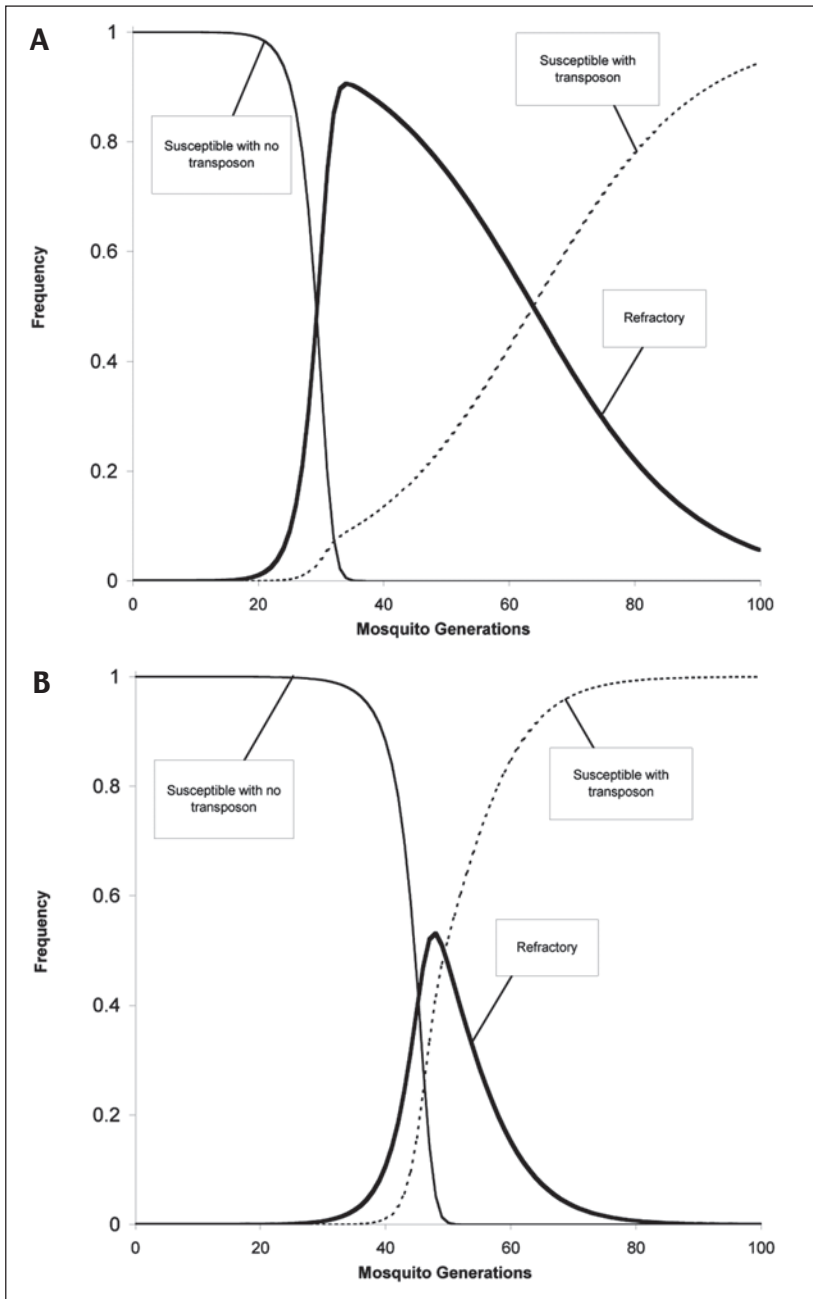 A
1
0.8
0.6
0.4
0.2
0
Frequency
Susceptible with no
transposon
Susceptible with
transposon
Refractory
0 20 40 60 80 100
Mosquito Generations
B
1
0.8
0.6
0.4
0.2
0
Frequency
Susceptible with no
transposon
Susceptible with
transposon
Refractory
0 20 40 60 80 100
Mosquito Generations